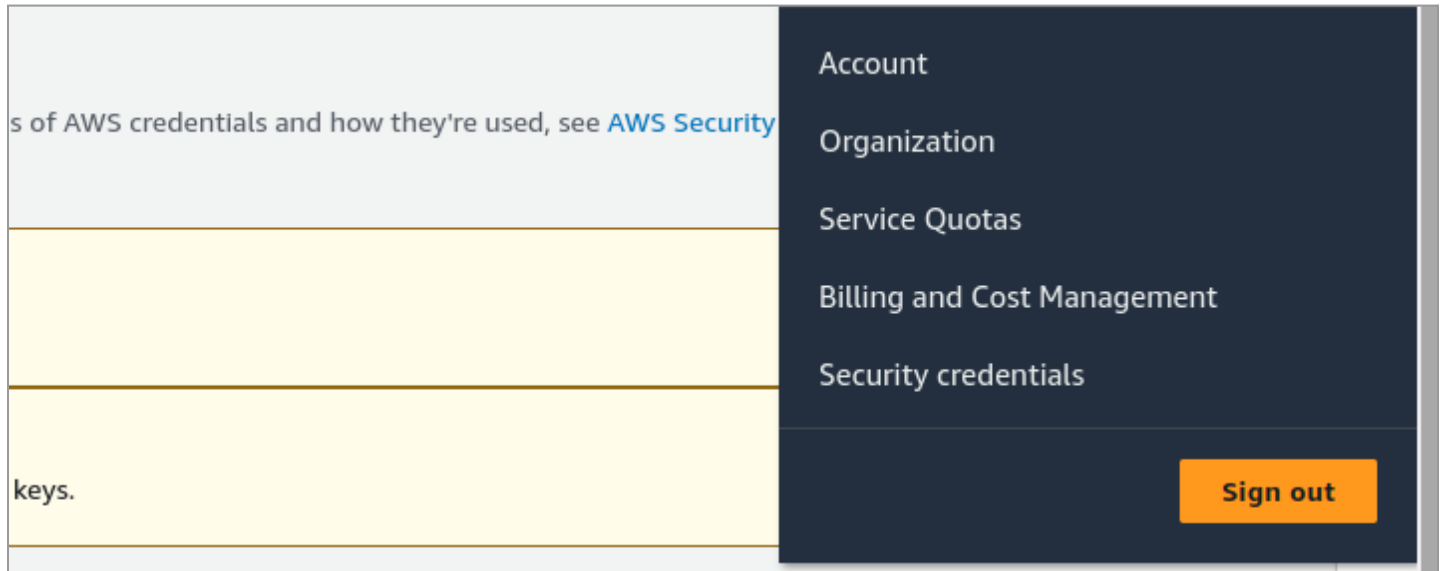 s of AWS credentials and how they're used, see AWS Security
keys.
Account
Organization
Service Quotas
Billing and Cost Management
Security credentials
Sign out